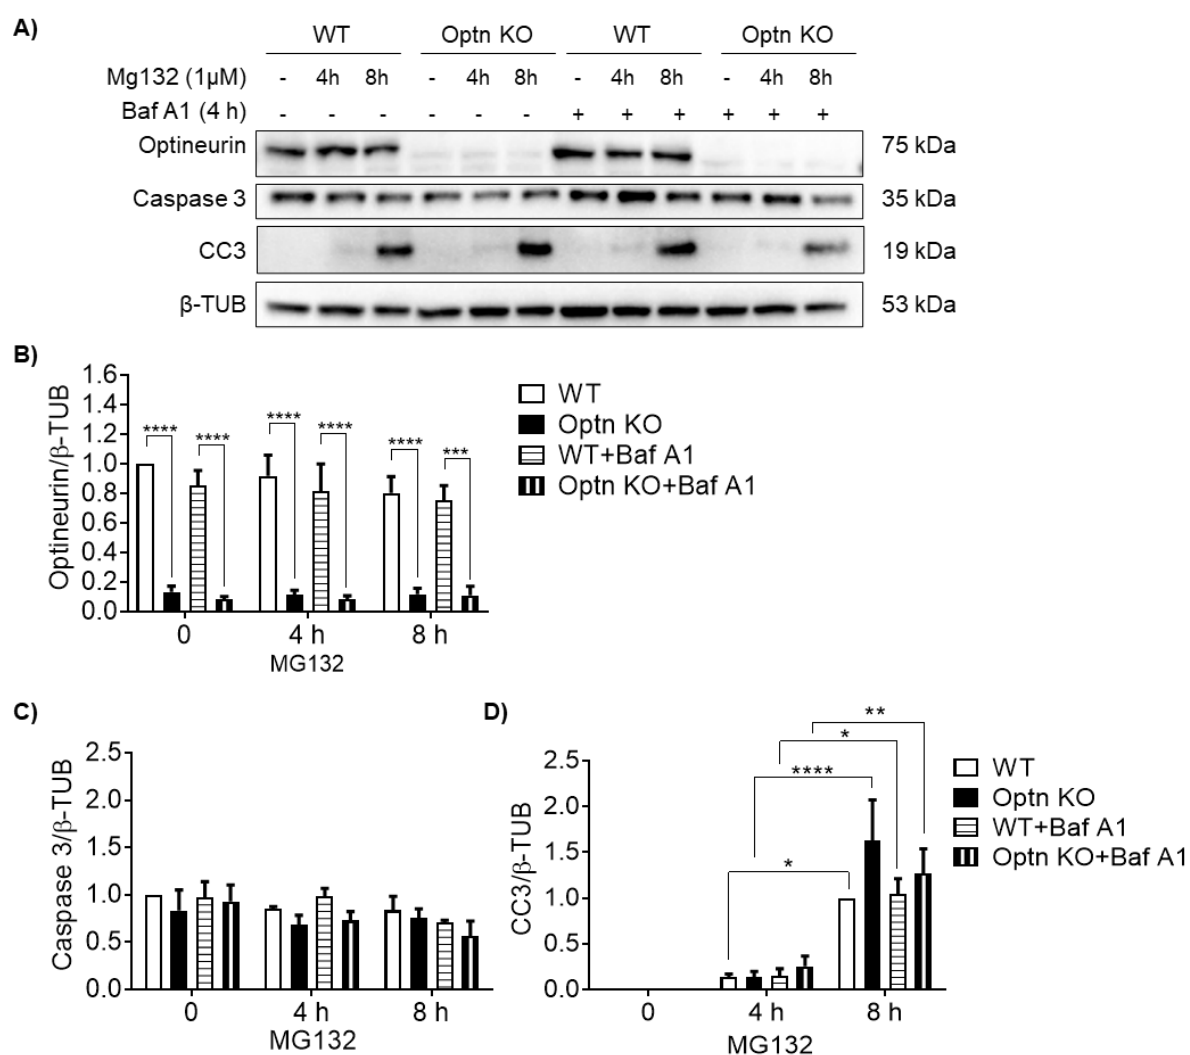 A)
WT Optn KO WT Optn KO
Mg132 (1µM) - 4h 8h - 4h 8h - 4h 8h - 4h 8h
Baf A1 (4 h) - - - - - - + + + + + +
Optineurin 75 kDa
Caspase 3 35 kDa
CC3 19 kDa
β-TUB 53 kDa
B)
Optineurin/β-TUB
1.6
1.4
1.2
1.0
0.8
0.6
0.4
0.2
0.0
**** **** **** **** **** ***
0 4 h 8 h
MG132
WT
Optn KO
WT+Baf A1
Optn KO+Baf A1
C)
Caspase 3/β-TUB
2.5
2.0
1.5
1.0
0.5
0.0
0 4 h 8 h
MG132
D)
CC3/β-TUB
2.5
2.0
1.5
1.0
0.5
0.0
**
*
****
*
0 4 h 8 h
MG132
WT
Optn KO
WT+Baf A1
Optn KO+Baf A1